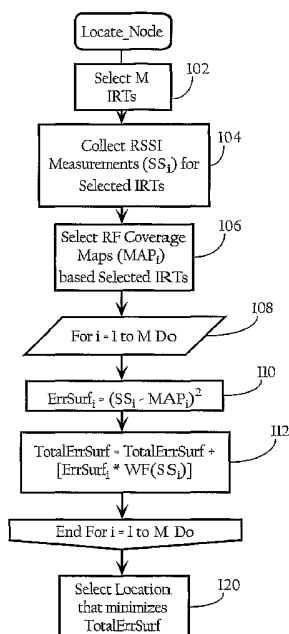 Locate_Node
Select M
IRTs
102
Collect RSSI
Measurements (SSi) for
Selected IRTs
104
Select RF Coverage
Maps (MAPi)
based Selected IRTs
106
For i = 1 to M Do
108
ErrSurfi = (SSi - MAPi)2
110
TotalErrSurf = TotalErrSurf +
[ErrSurfi * WF(SSi)]
112
End For i = 1 to M Do
Select Location
that minimizes
TotalErrSurf
120